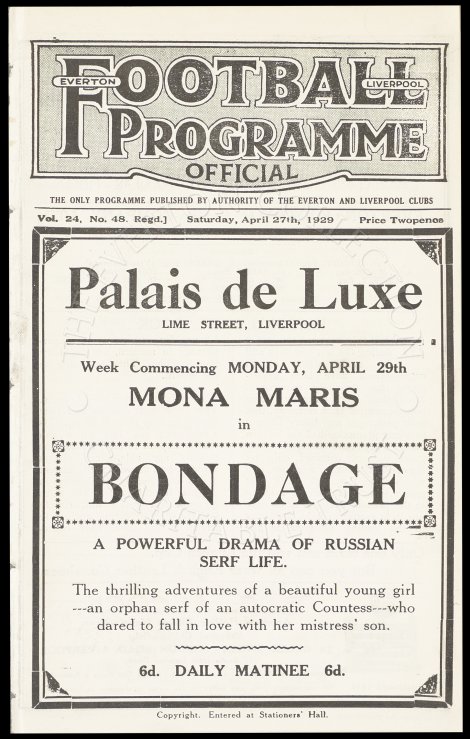 FOOTBALL
EVERTON
LIVERPOOL
PROGRAMME
OFFICIAL
THE ONLY PROGRAMME PUBLISHED BY AUTHORITY OF THE EVERTON AND LIVERPOOL CLUBS
Vol. 24, No. 48. Regd.] Saturday, April 27th, 1929 Price Twopence
Palais de Luxe
LIME STREET, LIVERPOOL
Week Commencing MONDAY, APRIL 29th
MONA MARIS
in
BONDAGE
A POWERFUL DRAMA OF RUSSIAN
SERF LIFE.
The thrilling adventures of a beautiful young girl
---an orphan serf of an autocratic Countess---who
dared to fall in love with her mistress' son.
6d. DAILY MATINEE 6d.
Copyright. Entered at Stationers' Hall.